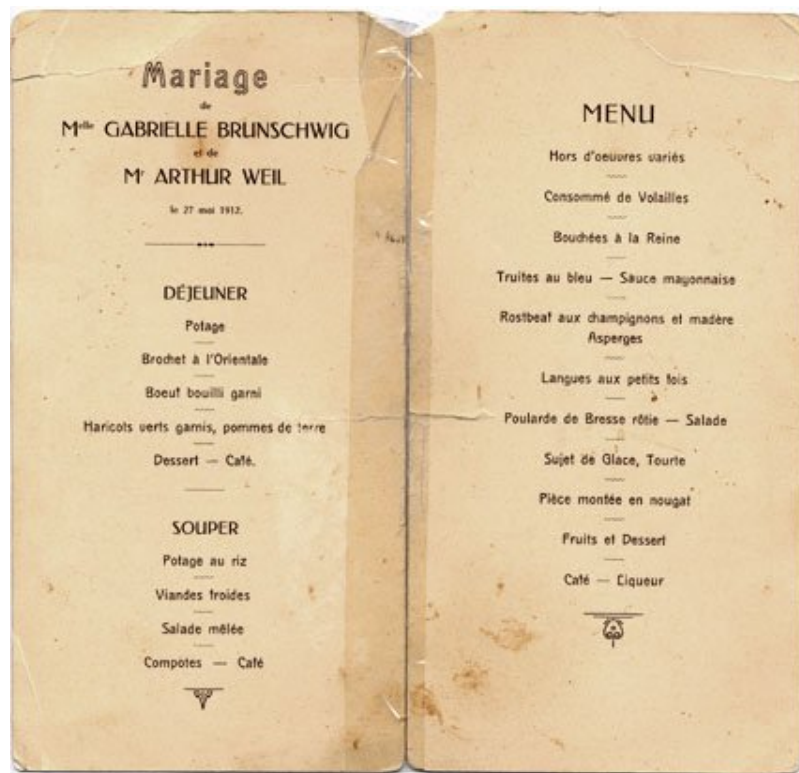 Mariage
de
Melle GABRIELLE BRUNSCHWIG
et de
Mr ARTHUR WEIL
le 27 mai 1912.
DÉJEUNER
Potage
Brochet à l'Orientale
Boeuf bouilli garni
Haricots verts garnis, pommes de terre
Dessert — Café.
SOUPER
Potage au riz
Viandes froides
Salade mêlée
Compotes — Café
MENU
Hors d'oeuvres variés
Consommé de Volailles
Bouchées à la Reine
Truites au bleu — Sauce mayonnaise
Rostbeaf aux champignons et madère
Asperges
Langues aux petits fois
Poularde de Bresse rôtie — Salade
Sujet de Glace, Tourte
Pièce montée en nougat
Fruits et Dessert
Café — Liqueur